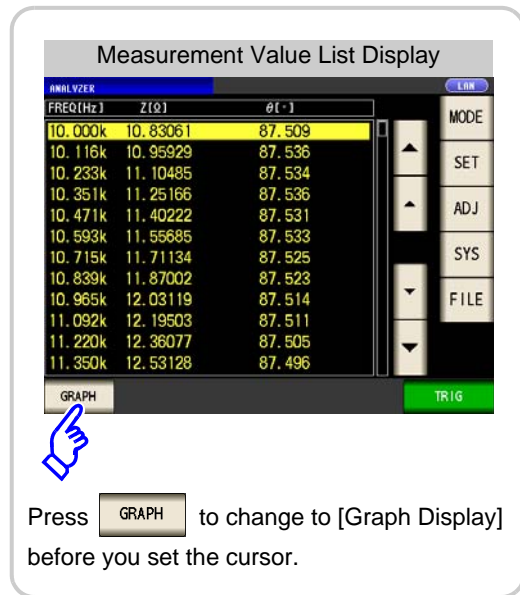 Measurement Value List Display
ANALYZER LAN
FREQ[Hz] Z[Ω] θ[°]
10.000k 10.83061 87.509
10.116k 10.95929 87.536
10.233k 11.10485 87.534
10.351k 11.25166 87.536
10.471k 11.40222 87.531
10.593k 11.55685 87.533
10.715k 11.71134 87.525
10.839k 11.87002 87.523
10.965k 12.03119 87.514
11.092k 12.19503 87.511
11.220k 12.36077 87.505
11.350k 12.53128 87.496
MODE
SET
ADJ
SYS
FILE
GRAPH TRIG
Press GRAPH to change to [Graph Display]
before you set the cursor.